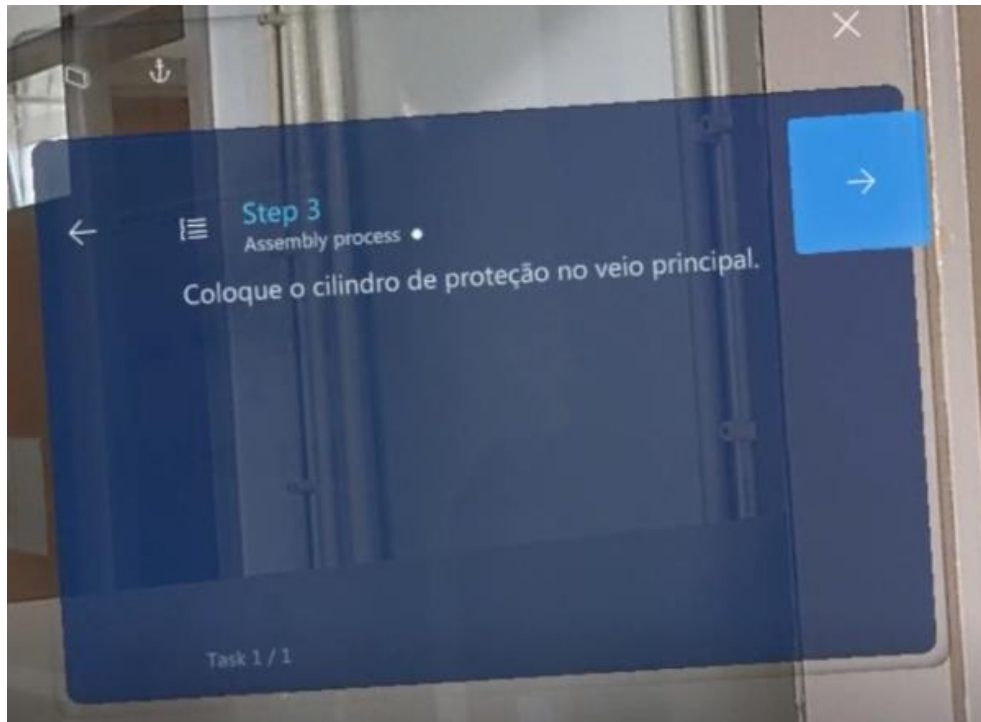 Step 3
Assembly process
Coloque o cilindro de proteção no veio principal.
Task 1 / 1